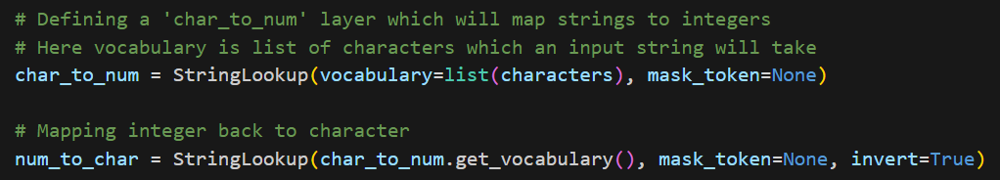 # Defining a 'char_to_num' layer which will map strings to integers
# Here vocabulary is list of characters which an input string will take
char_to_num = StringLookup(vocabulary=list(characters), mask_token=None)
# Mapping integer back to character
num_to_char = StringLookup(char_to_num.get_vocabulary(), mask_token=None, invert=True)